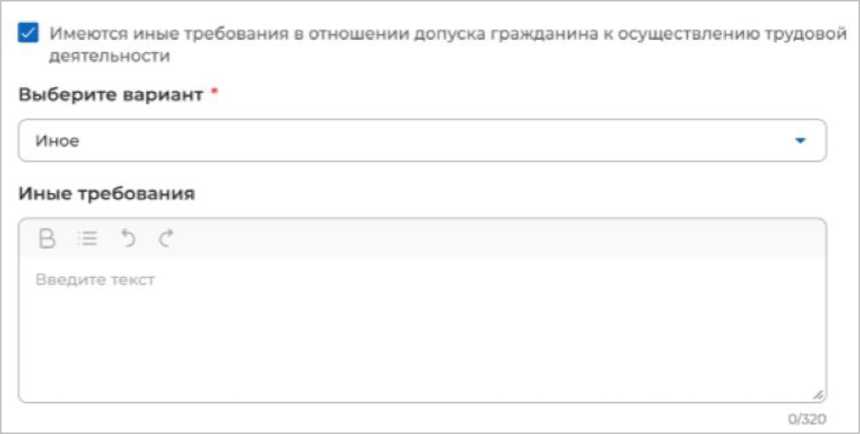 Имеются иные требования в отношении допуска гражданина к осуществлению трудовой
деятельности
Выберите вариант *
Иное
Иные требования
B
Введите текст
0/320